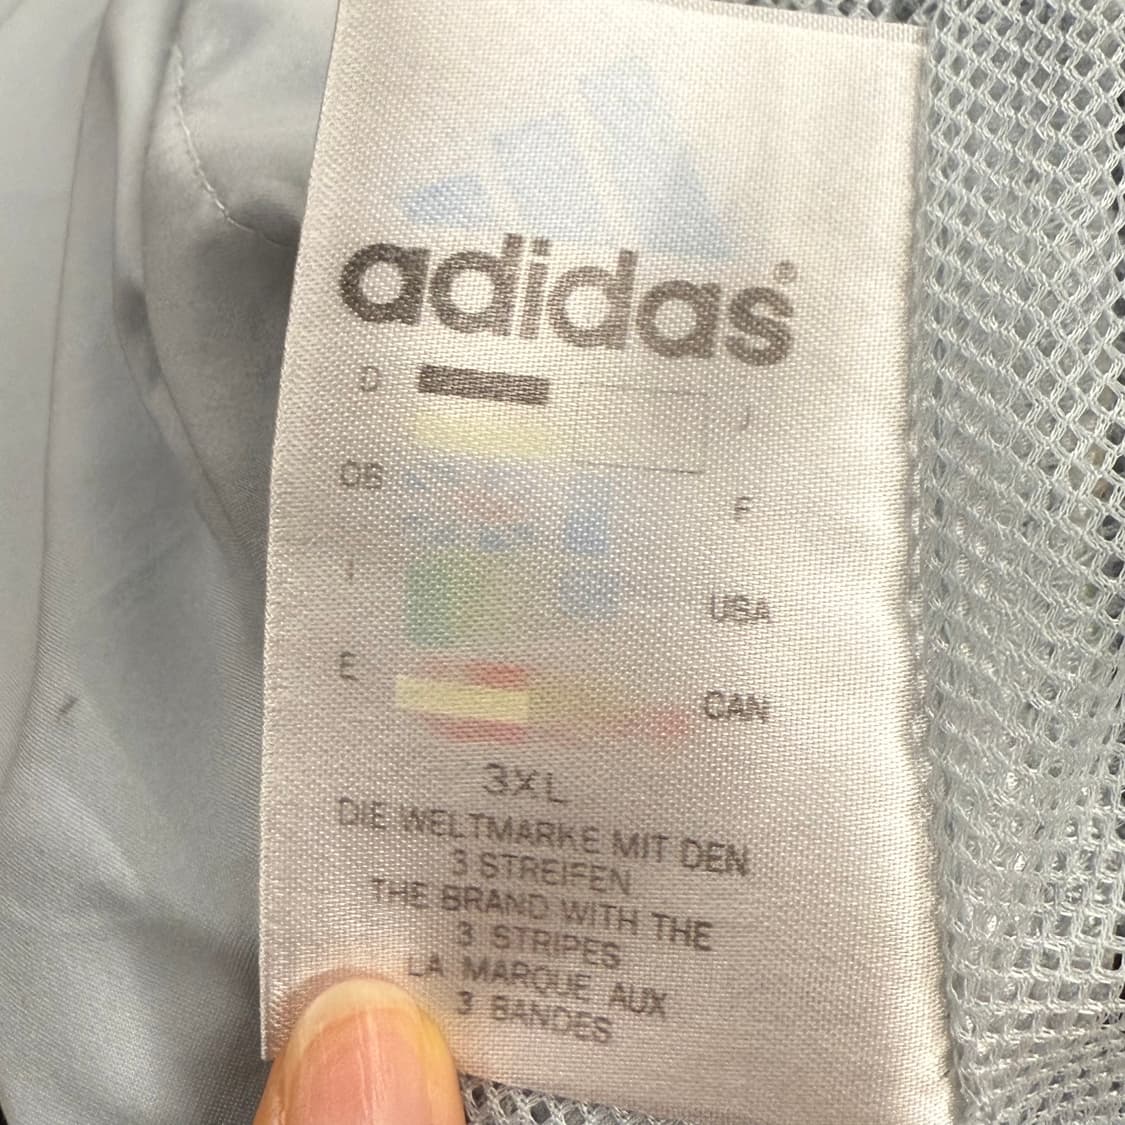 adidas®
D
J
GB
F
I
USA
E
CAN
3XL
DIE WELTMARKE MIT DEN
3 STREIFEN
THE BRAND WITH THE
3 STRIPES
LA MARQUE AUX
3 BANDES